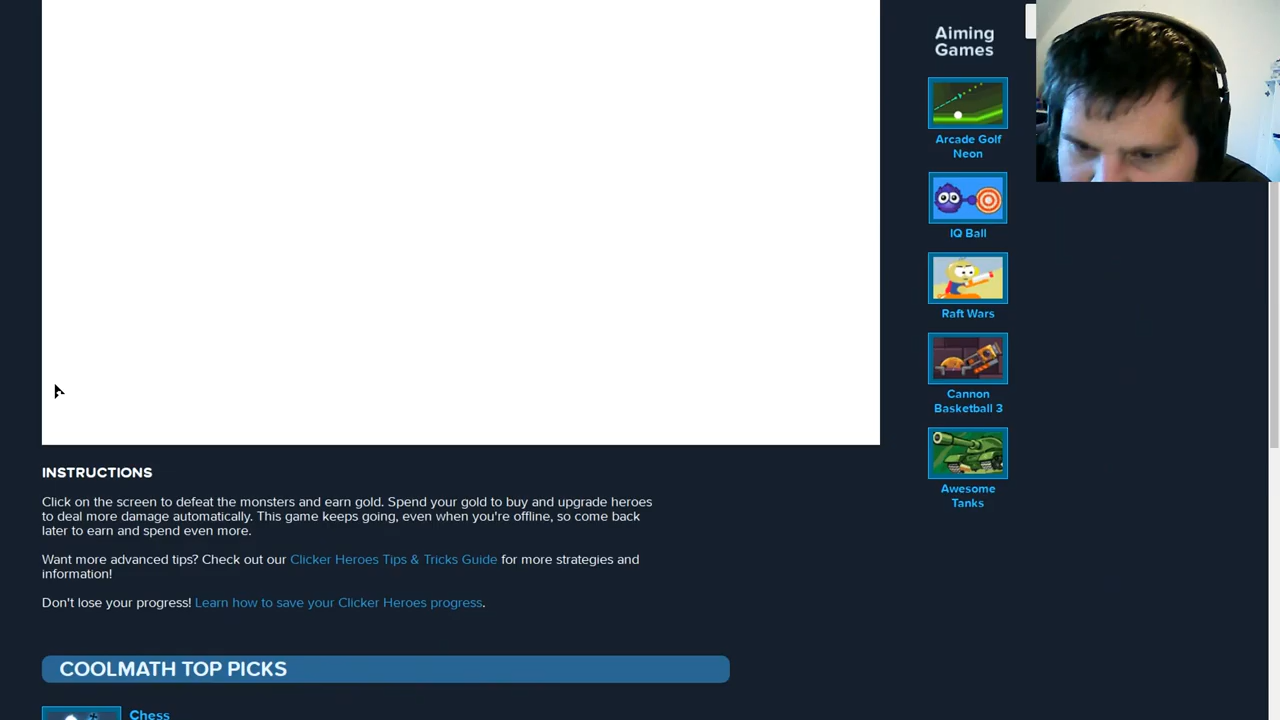 Aiming
Games
Arcade Golf
Neon
IQ Ball
Raft Wars
Cannon
Basketball 3
Awesome
Tanks
INSTRUCTIONS
Click on the screen to defeat the monsters and earn gold. Spend your gold to buy and upgrade heroes
to deal more damage automatically. This game keeps going, even when you're offline, so come back
later to earn and spend even more.
Want more advanced tips? Check out our Clicker Heroes Tips & Tricks Guide for more strategies and
information!
Don't lose your progress! Learn how to save your Clicker Heroes progress.
COOLMATH TOP PICKS
Chess